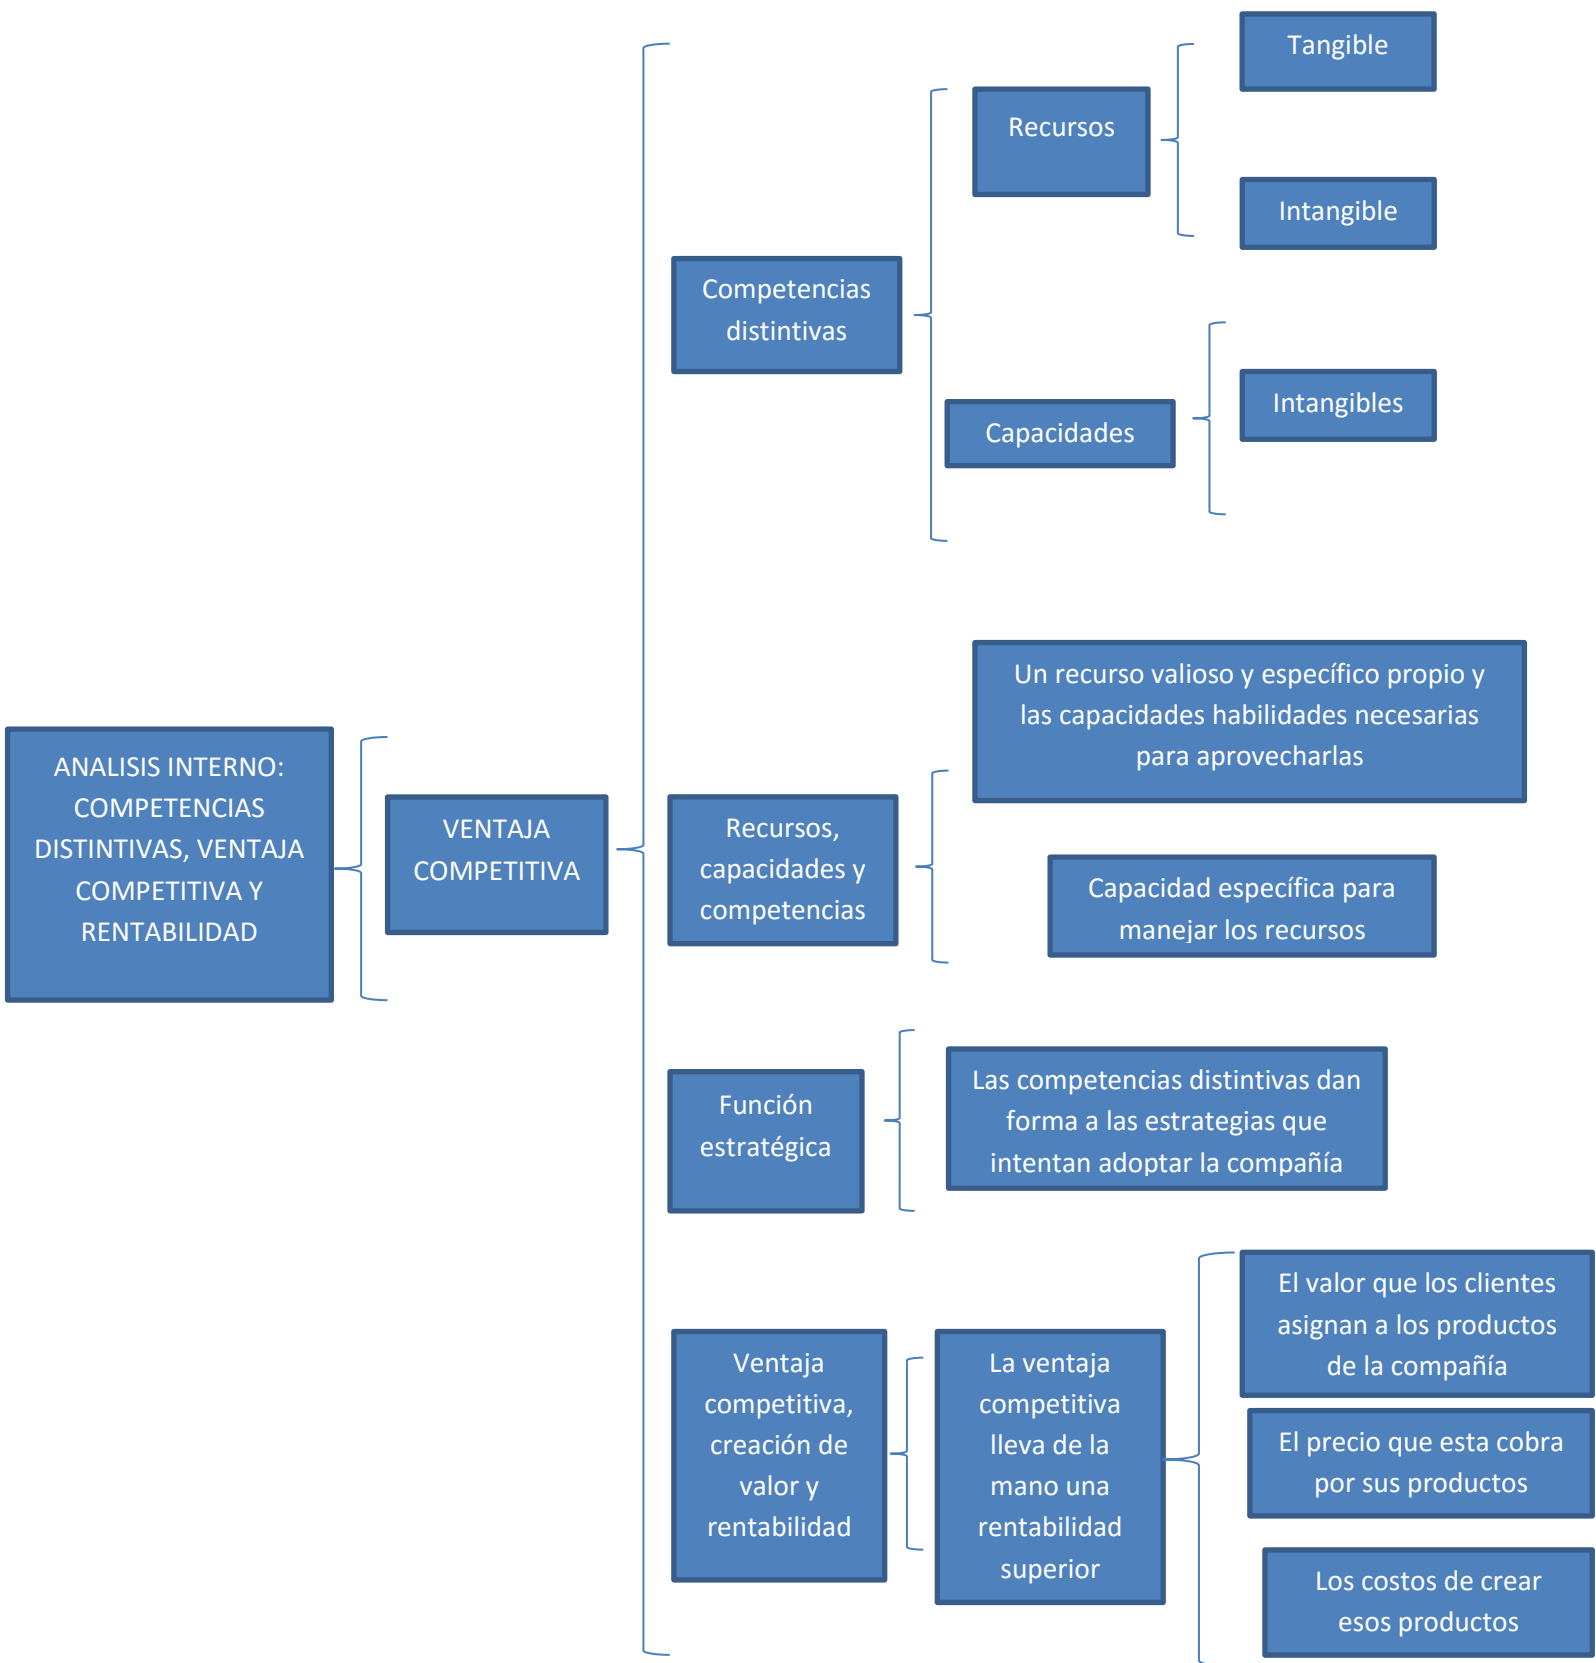 ANALISIS INTERNO:
COMPETENCIAS
DISTINTIVAS, VENTAJA
COMPETITIVA Y
RENTABILIDAD
VENTAJA
COMPETITIVA
Competencias
distintivas
Recursos
Tangible
Intangible
Capacidades
Intangibles
Recursos,
capacidades y
competencias
Un recurso valioso y específico propio y
las capacidades habilidades necesarias
para aprovecharlas
Capacidad específica para
manejar los recursos
Función
estratégica
Las competencias distintivas dan
forma a las estrategias que
intentan adoptar la compañía
Ventaja
competitiva,
creación de
valor y
rentabilidad
La ventaja
competitiva
lleva de la
mano una
rentabilidad
superior
El valor que los clientes
asignan a los productos
de la compañía
El precio que esta cobra
por sus productos
Los costos de crear
esos productos